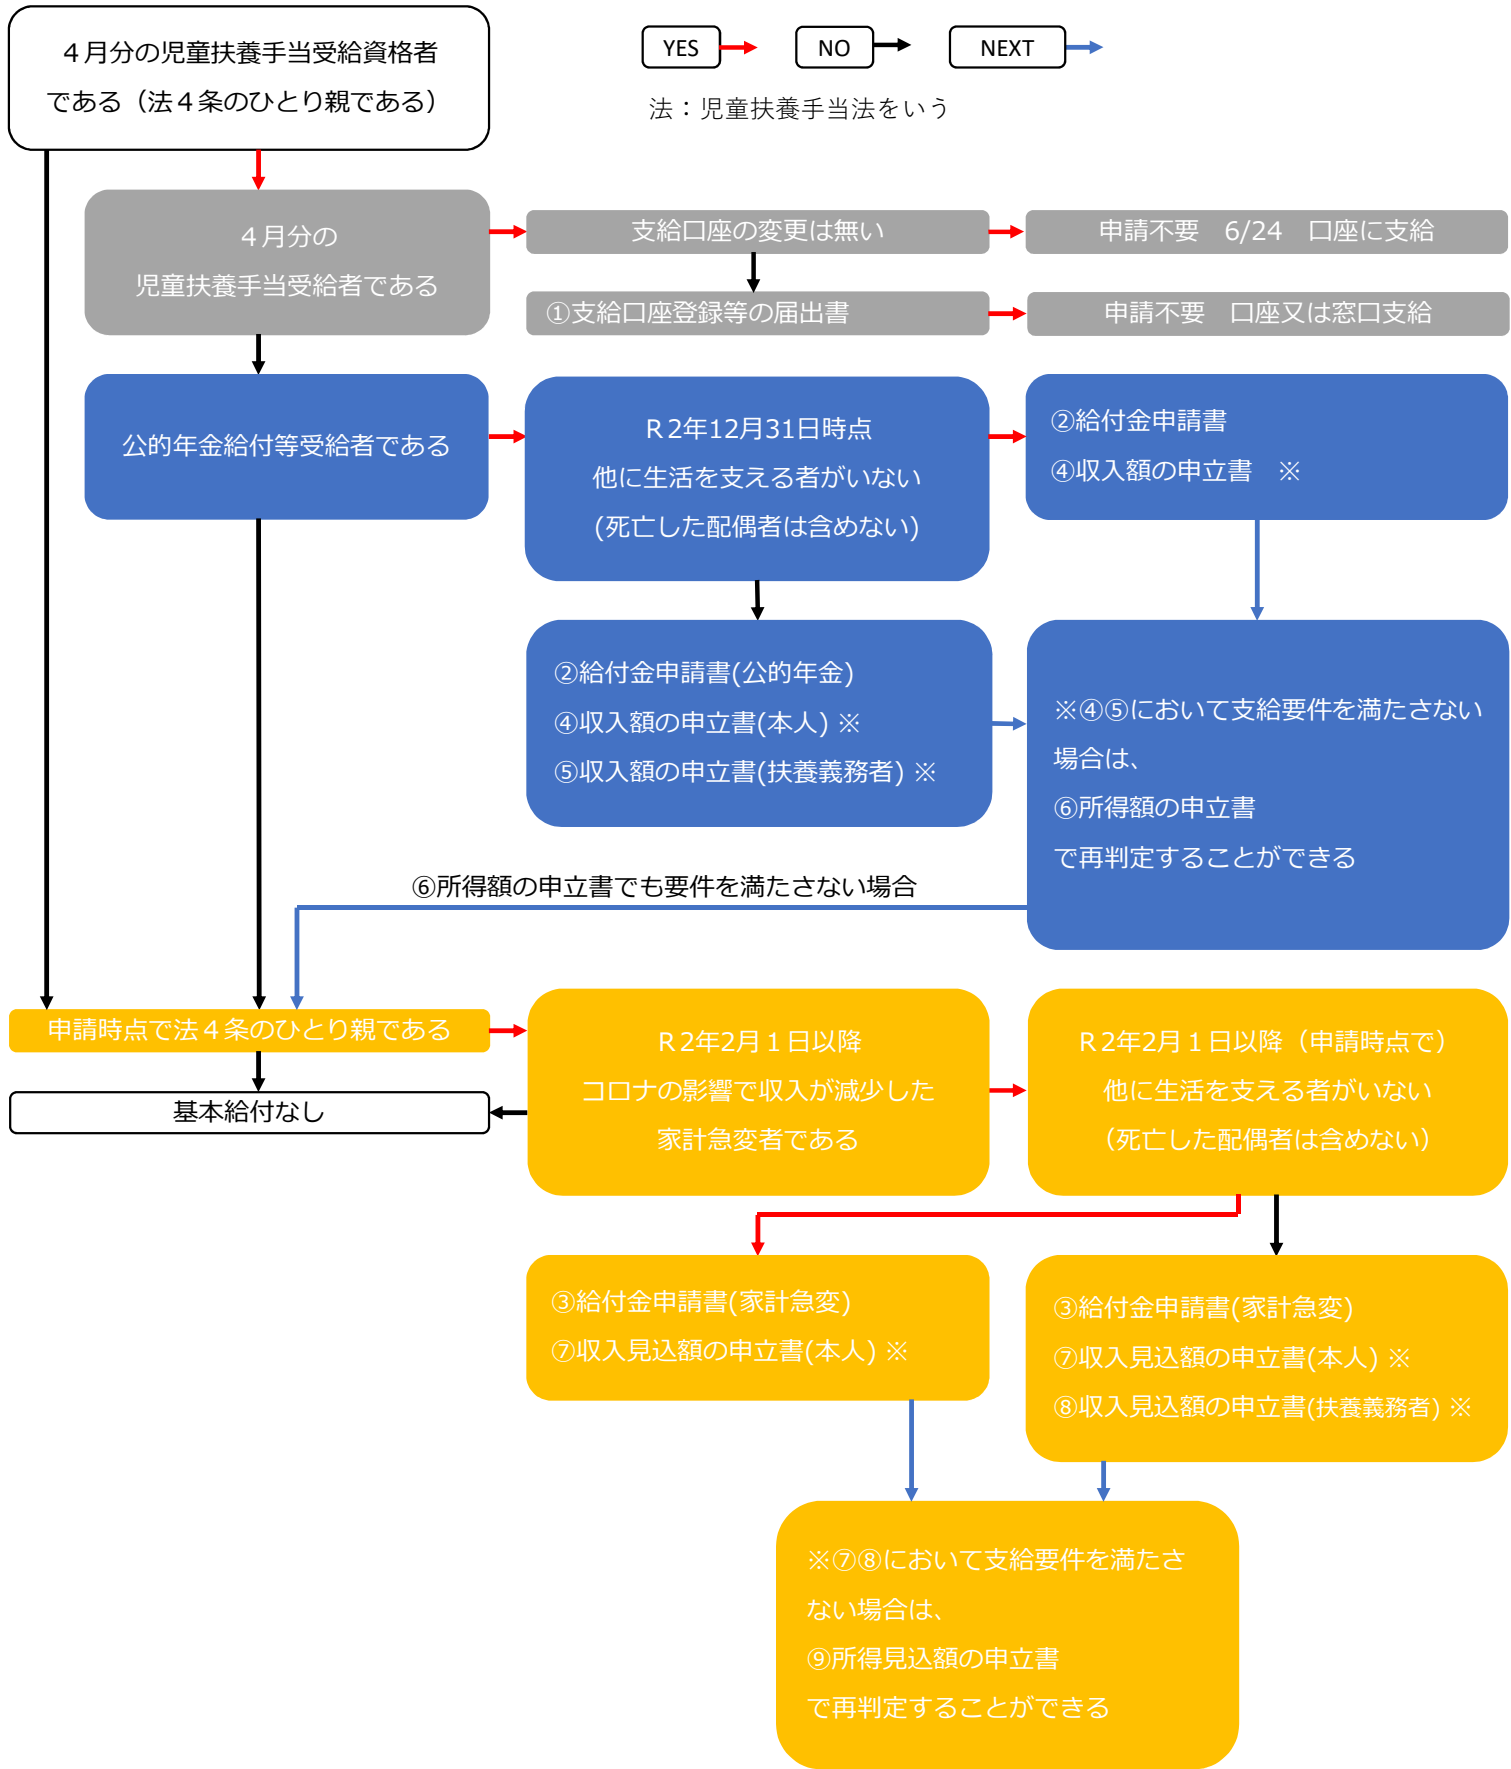 ４月分の児童扶養手当受給資格者
である（法４条のひとり親である）
YES
NO
NEXT
法：児童扶養手当法をいう
４月分の
児童扶養手当受給者である
支給口座の変更は無い
申請不要　6/24　口座に支給
①支給口座登録等の届出書
申請不要　口座又は窓口支給
公的年金給付等受給者である
Ｒ2年12月31日時点
他に生活を支える者がいない
(死亡した配偶者は含めない)
②給付金申請書
④収入額の申立書　※
②給付金申請書(公的年金)
④収入額の申立書(本人) ※
⑤収入額の申立書(扶養義務者) ※
※④⑤において支給要件を満たさない
場合は、
⑥所得額の申立書
で再判定することができる
⑥所得額の申立書でも要件を満たさない場合
申請時点で法４条のひとり親である
基本給付なし
Ｒ2年2月１日以降
コロナの影響で収入が減少した
家計急変者である
Ｒ2年2月１日以降（申請時点で）
他に生活を支える者がいない
（死亡した配偶者は含めない）
③給付金申請書(家計急変)
⑦収入見込額の申立書(本人) ※
③給付金申請書(家計急変)
⑦収入見込額の申立書(本人) ※
⑧収入見込額の申立書(扶養義務者) ※
※⑦⑧において支給要件を満たさ
ない場合は、
⑨所得見込額の申立書
で再判定することができる